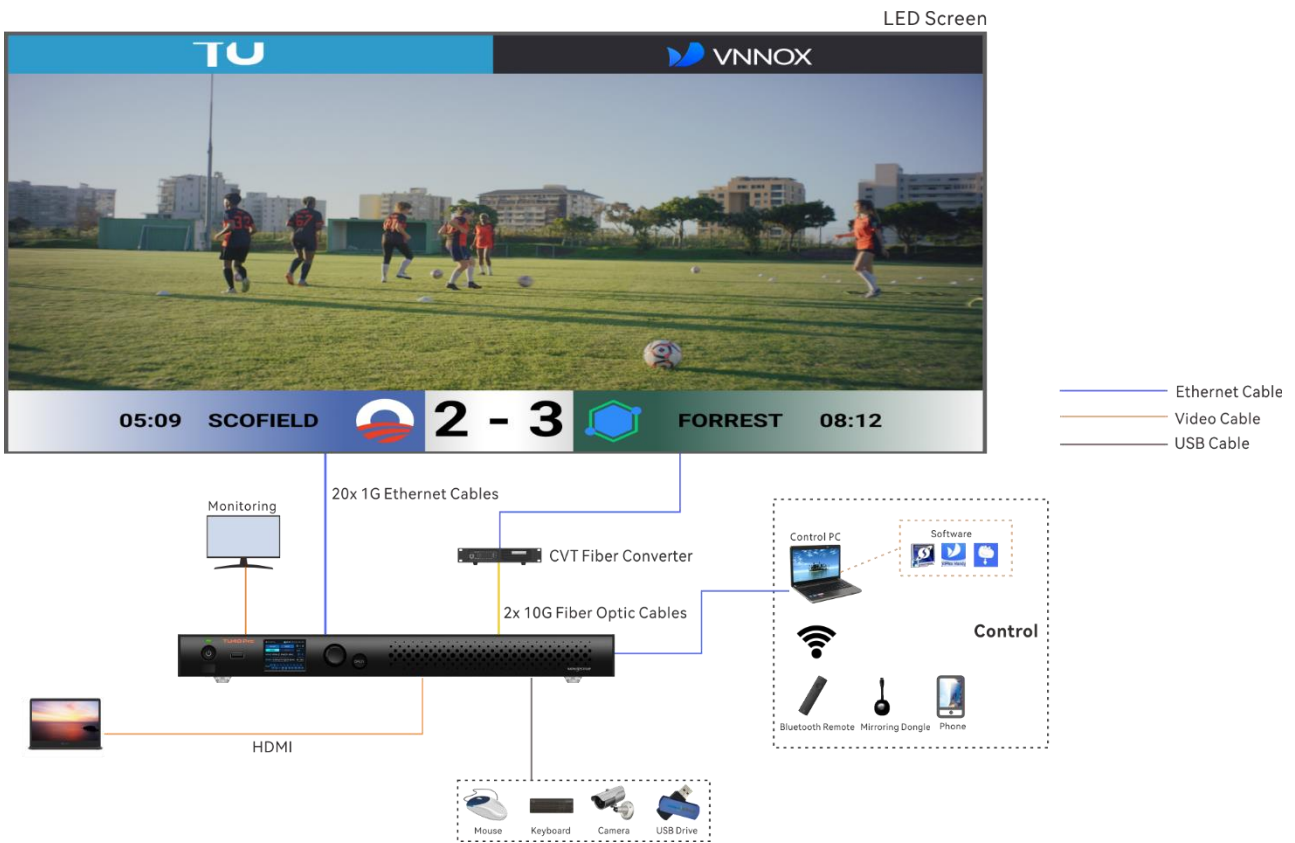 LED Screen
TU
VNNOX
05:09 SCOFIELD 2 - 3 FORREST 08:12
Ethernet Cable
Video Cable
USB Cable
20x 1G Ethernet Cables
Monitoring
Control PC
Software
CVT Fiber Converter
2x 10G Fiber Optic Cables
Control
Bluetooth Remote
Mirroring Dongle
Phone
HDMI
Mouse
Keyboard
Camera
USB Drive